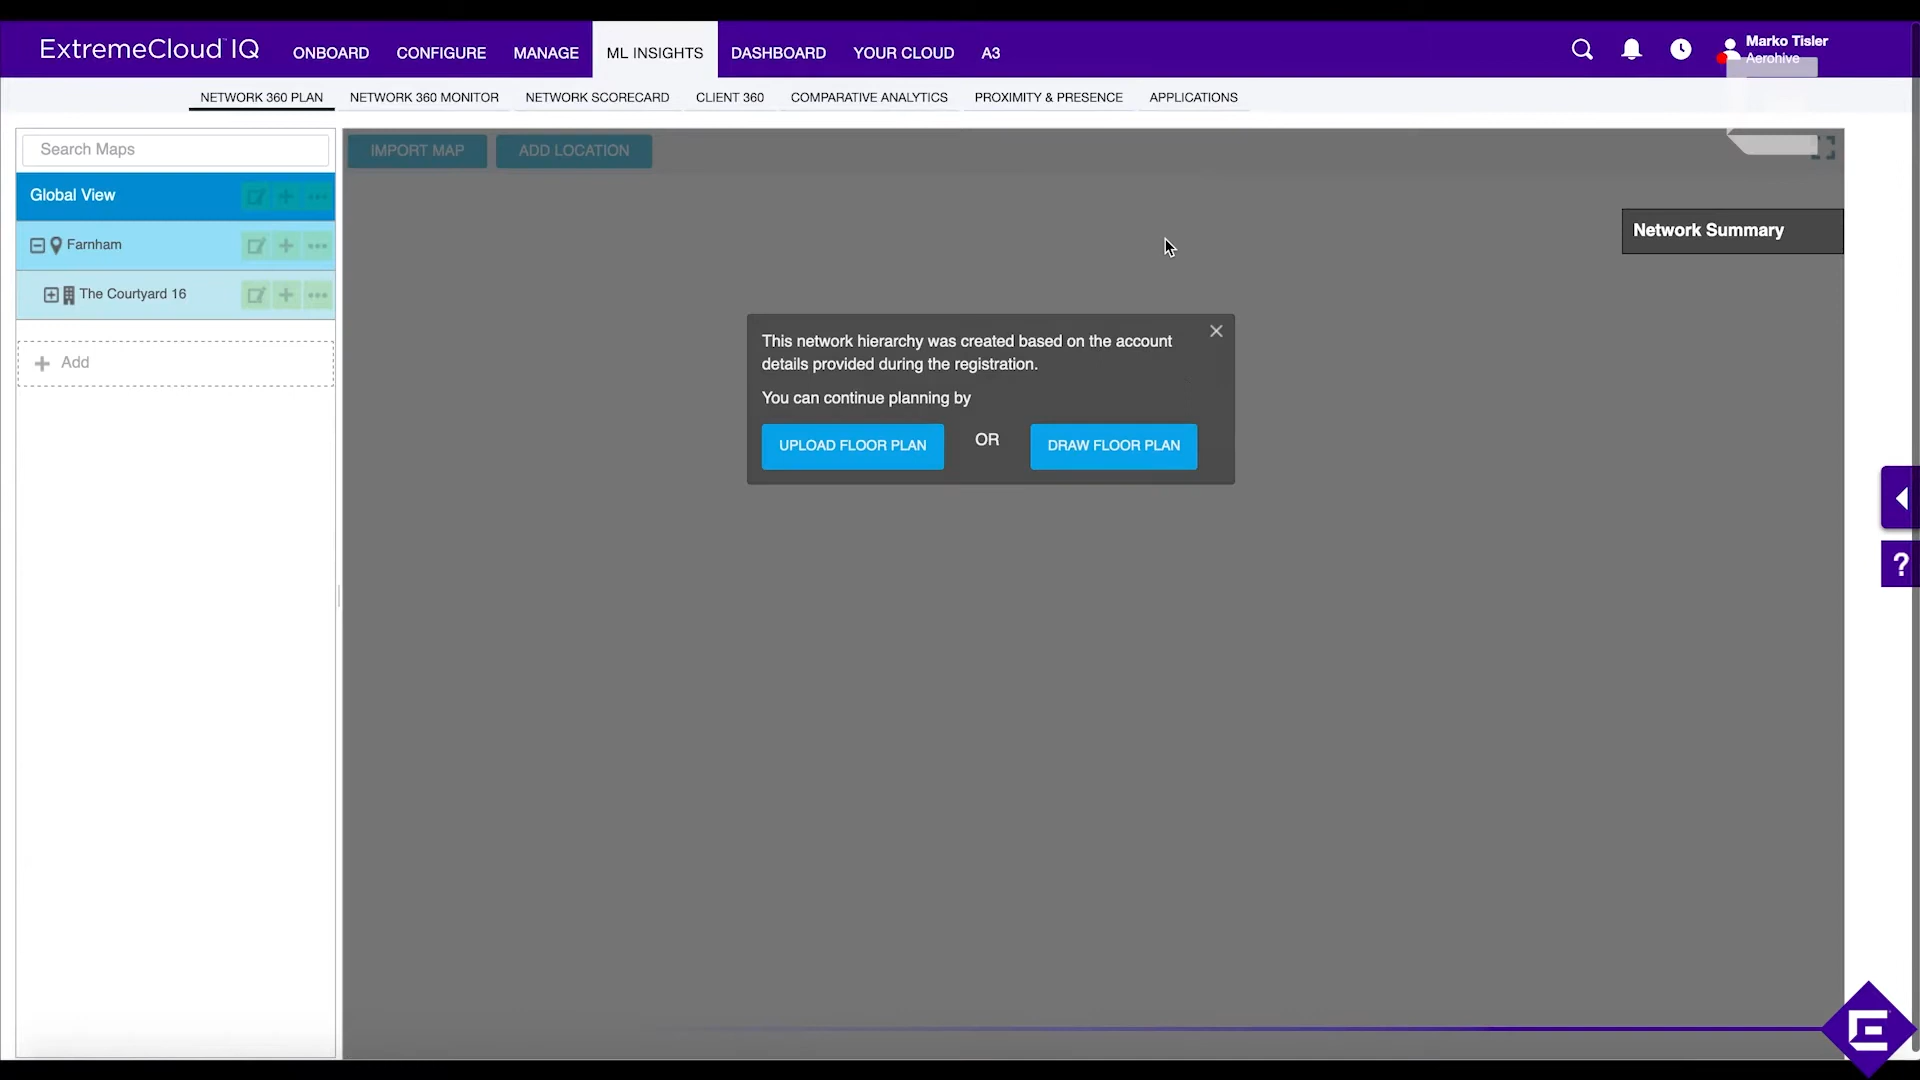 ExtremeCloud IQ
ONBOARD
CONFIGURE
MANAGE
ML INSIGHTS
DASHBOARD
YOUR CLOUD
A3
Marko Tisler
Aerohive
NETWORK 360 PLAN
NETWORK 360 MONITOR
NETWORK SCORECARD
CLIENT 360
COMPARATIVE ANALYTICS
PROXIMITY & PRESENCE
APPLICATIONS
Search Maps
IMPORT MAP
ADD LOCATION
Global View
Farnham
The Courtyard 16
Add
Network Summary
This network hierarchy was created based on the account
details provided during the registration.
You can continue planning by
UPLOAD FLOOR PLAN
OR
DRAW FLOOR PLAN
?